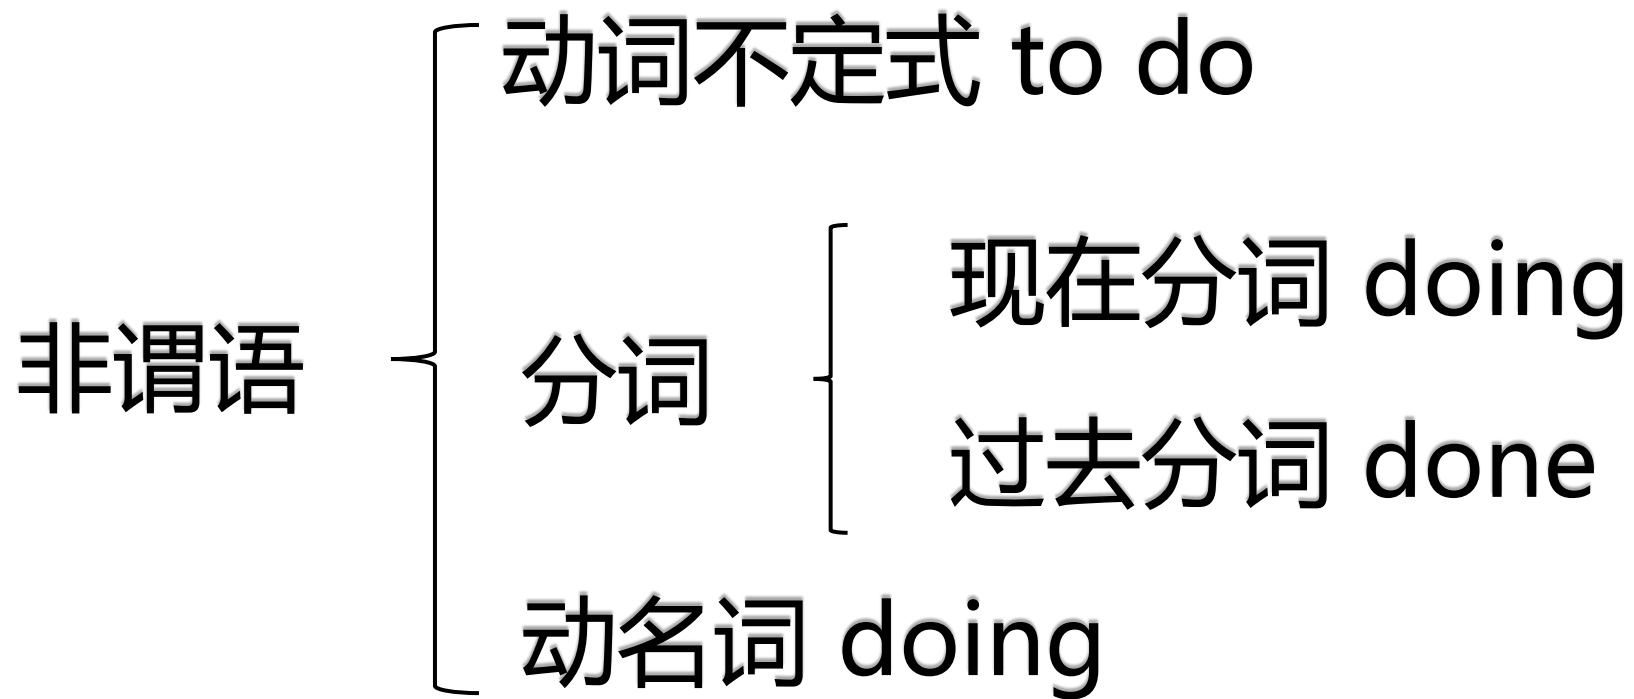 动词不定式 to do
现在分词 doing
非谓语
分词
过去分词 done
动名词 doing